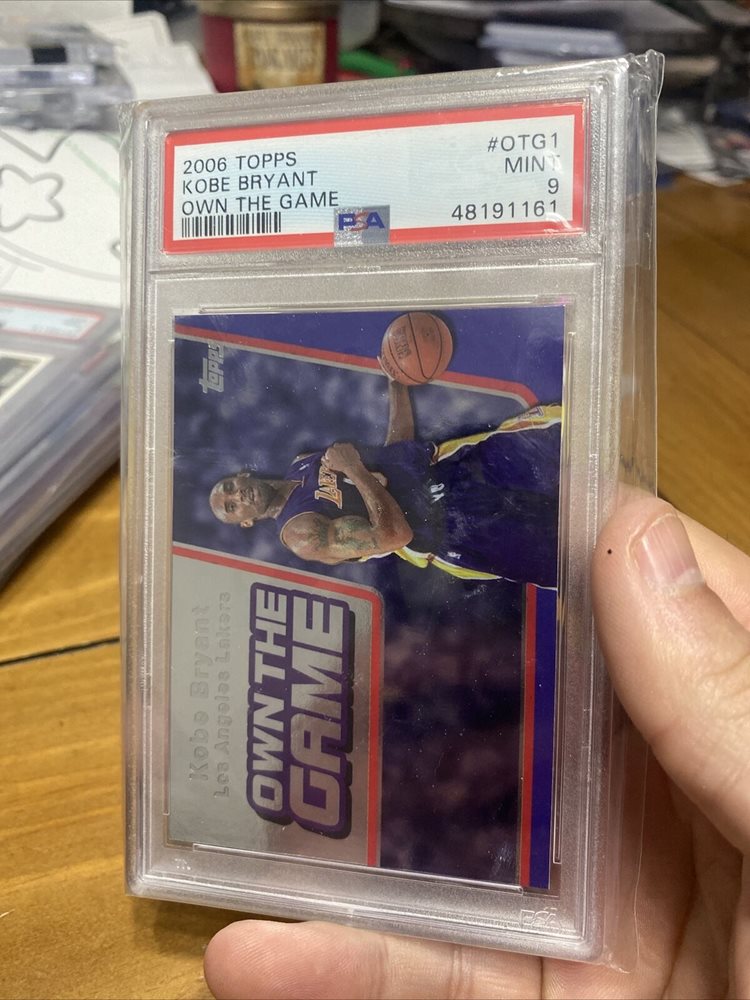 2006 TOPPS
KOBE BRYANT
OWN THE GAME
#OTG1
MINT
9
48191161
PSA
Topps
Kobe Bryant
Los Angeles Lakers
OWN THE
GAME
PSA